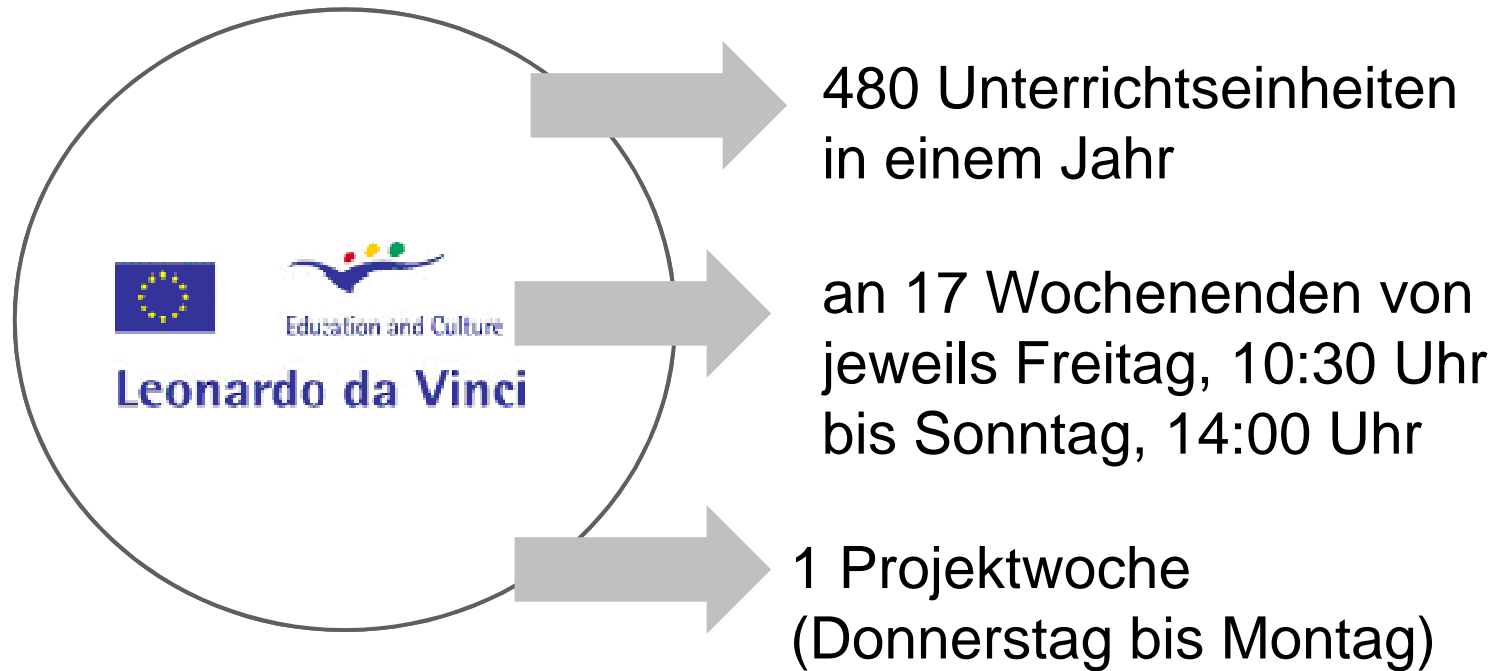 480 Unterrichtseinheiten
in einem Jahr
an 17 Wochenenden von
jeweils Freitag, 10:30 Uhr
bis Sonntag, 14:00 Uhr
1 Projektwoche
(Donnerstag bis Montag)
Education and Culture
Leonardo da Vinci